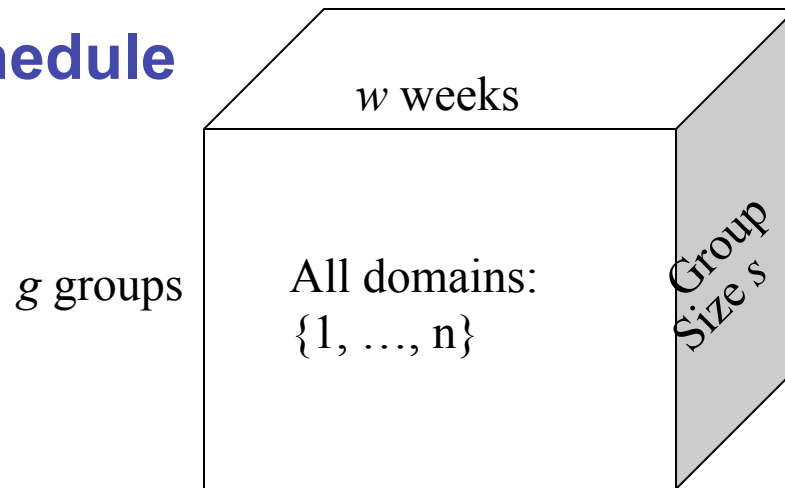 hedule
w weeks
g groups
All domains:
{1, …, n}
Group
Size s